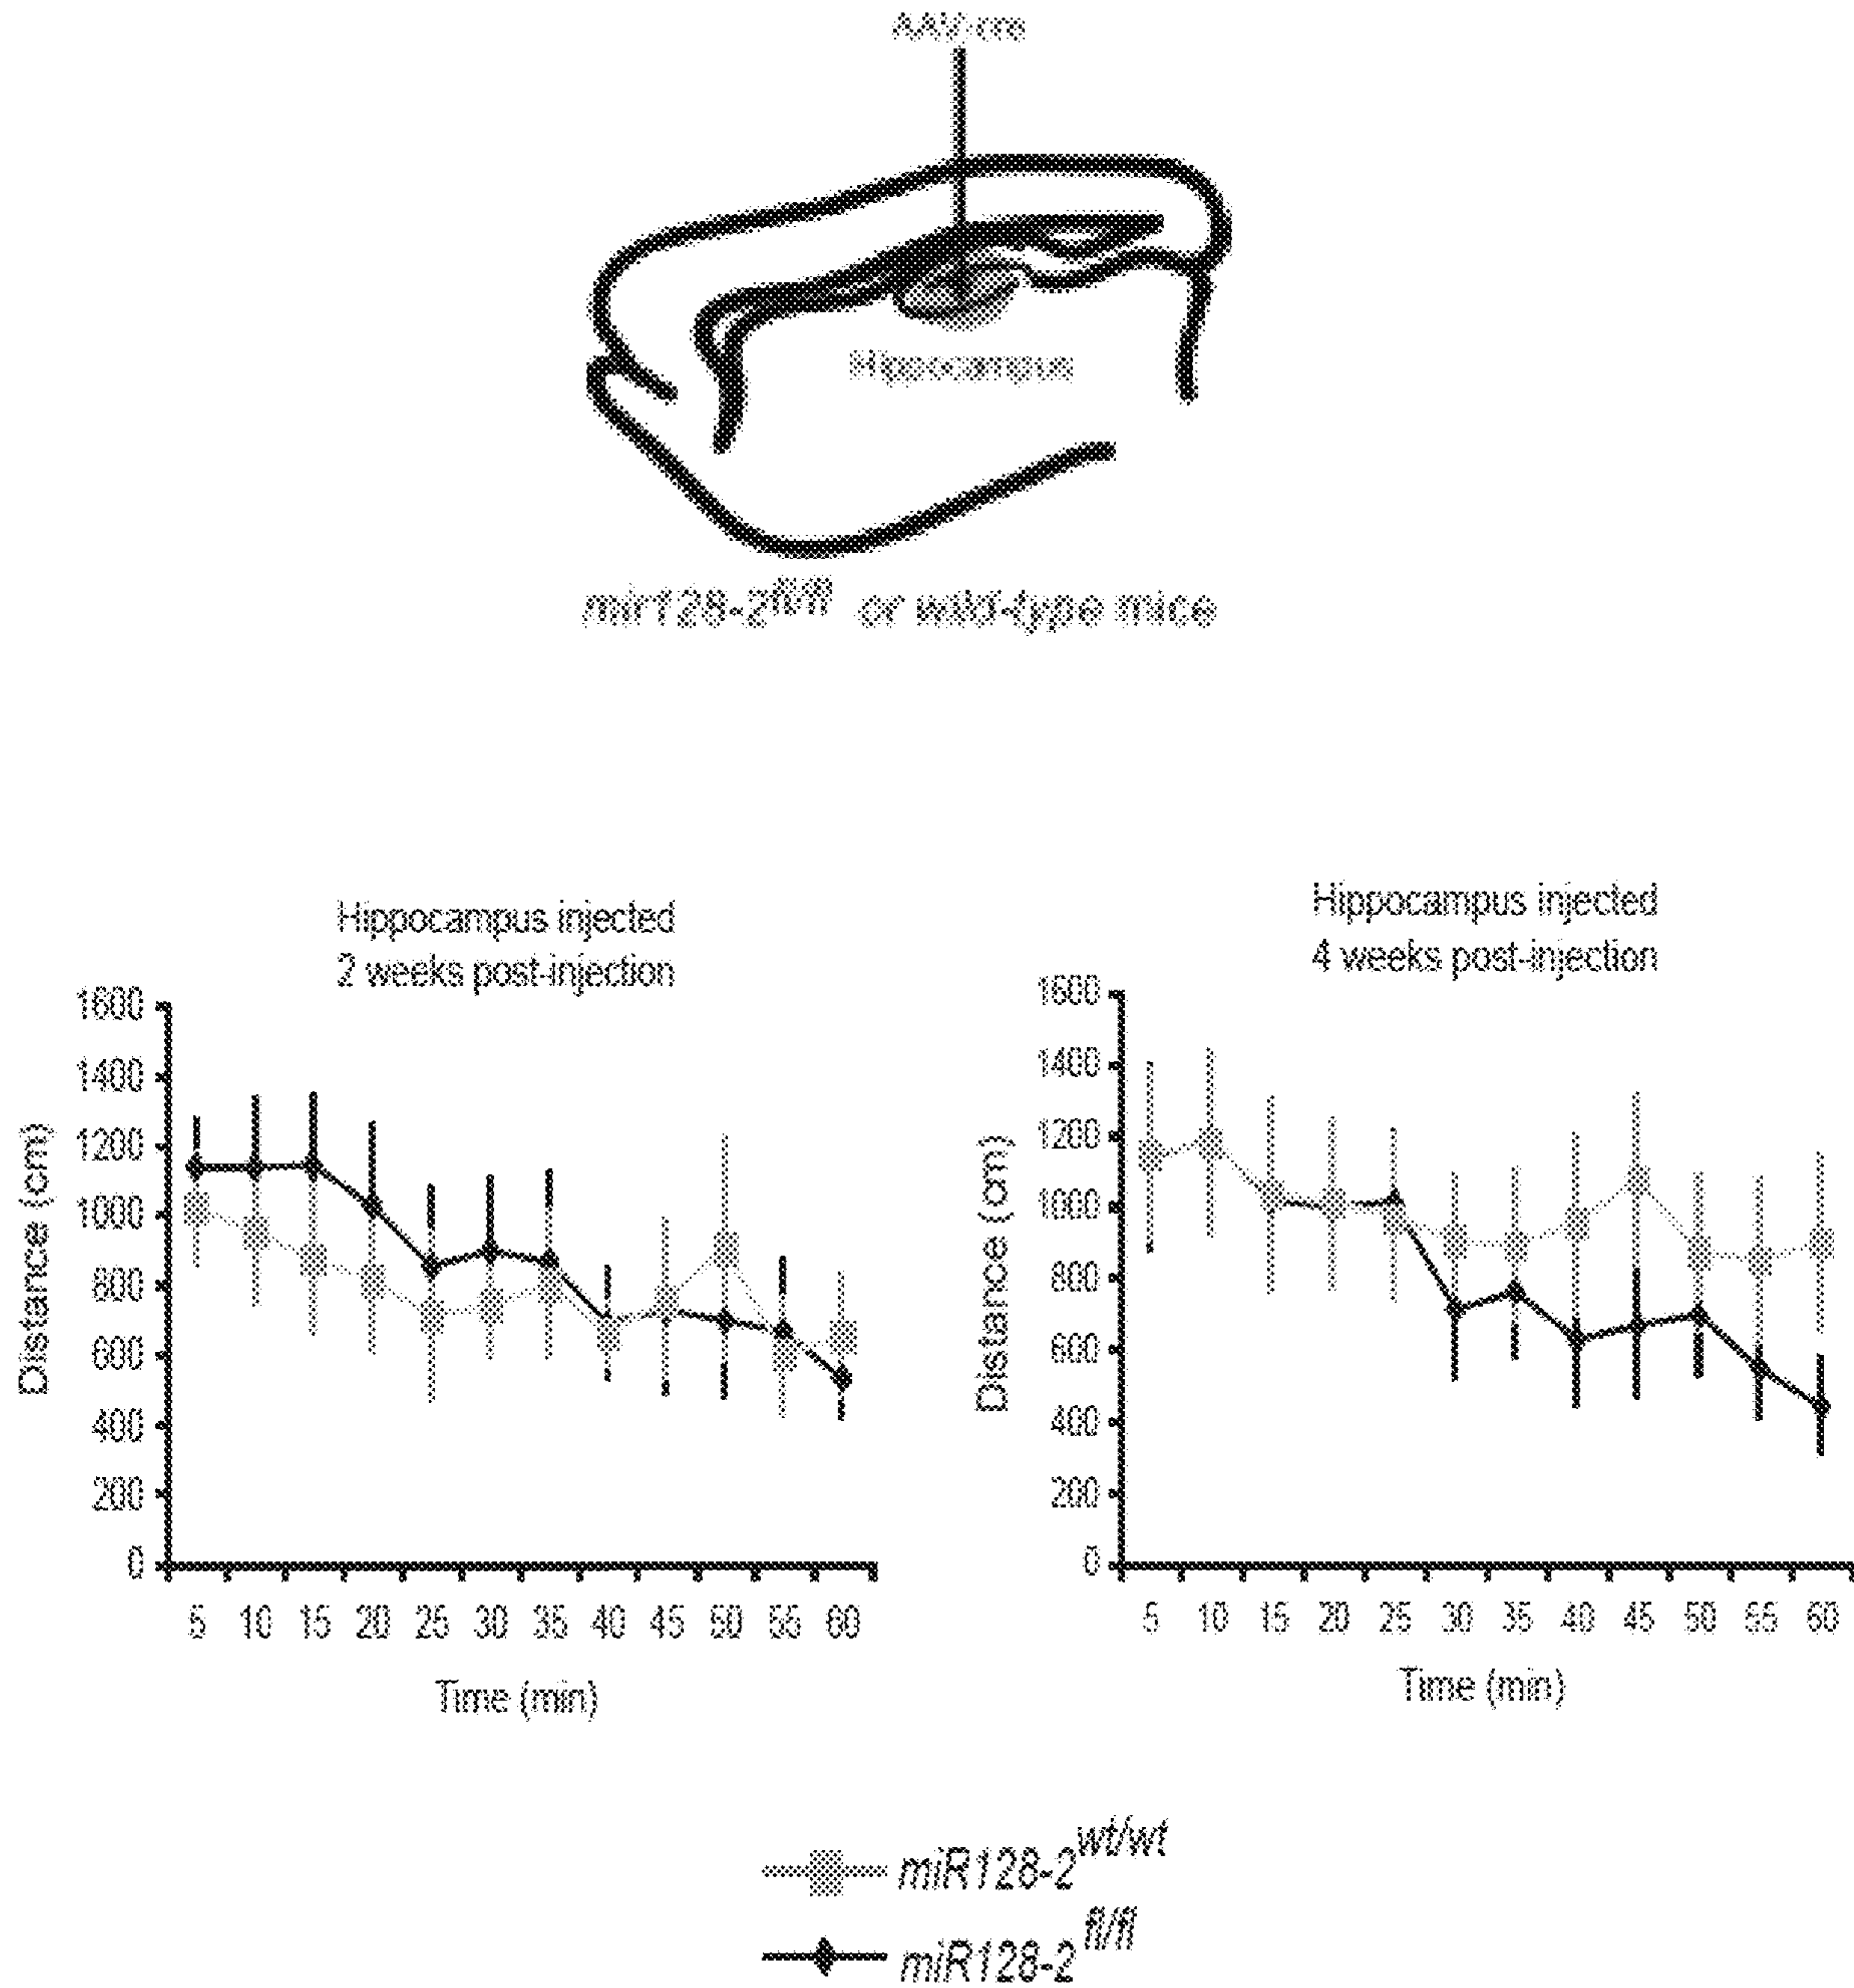 AAV-cre
Hippocampus
mir128-2fl/fl or wild-type mice
Hippocampus injected
2 weeks post-injection
1600
1400
1200
1000
800
600
400
200
0
Distance (cm)
5 10 15 20 25 30 35 40 45 50 55 60
Time (min)
Hippocampus injected
4 weeks post-injection
1600
1400
1200
1000
800
600
400
200
0
Distance (cm)
5 10 15 20 25 30 35 40 45 50 55 60
Time (min)
miR128-2wt/wt
miR128-2fl/fl